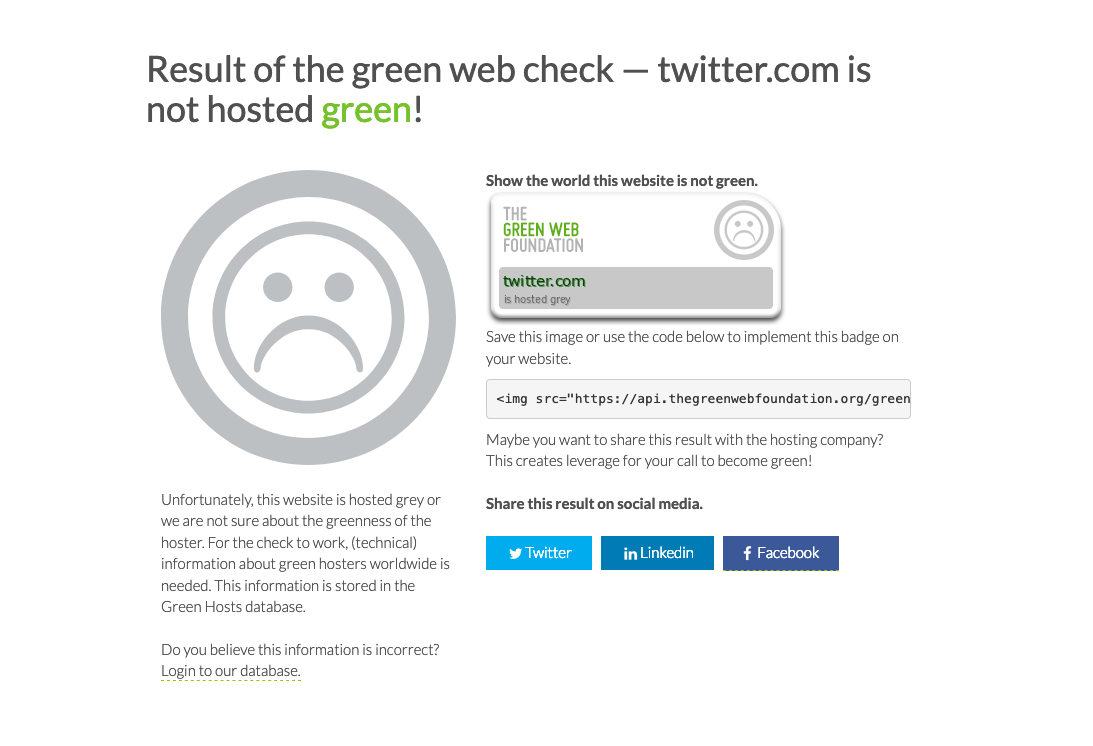 Result of the green web check — twitter.com is
not hosted green!
Unfortunately, this website is hosted grey or
we are not sure about the greenness of the
hoster. For the check to work, (technical)
information about green hosters worldwide is
needed. This information is stored in the
Green Hosts database.
Do you believe this information is incorrect?
Login to our database.
Show the world this website is not green.
THE
GREEN WEB
FOUNDATION
twitter.com
is hosted grey
Save this image or use the code below to implement this badge on
your website.
<img src="https://api.thegreenwebfoundation.org/green
Maybe you want to share this result with the hosting company?
This creates leverage for your call to become green!
Share this result on social media.
Twitter
in Linkedin
f Facebook